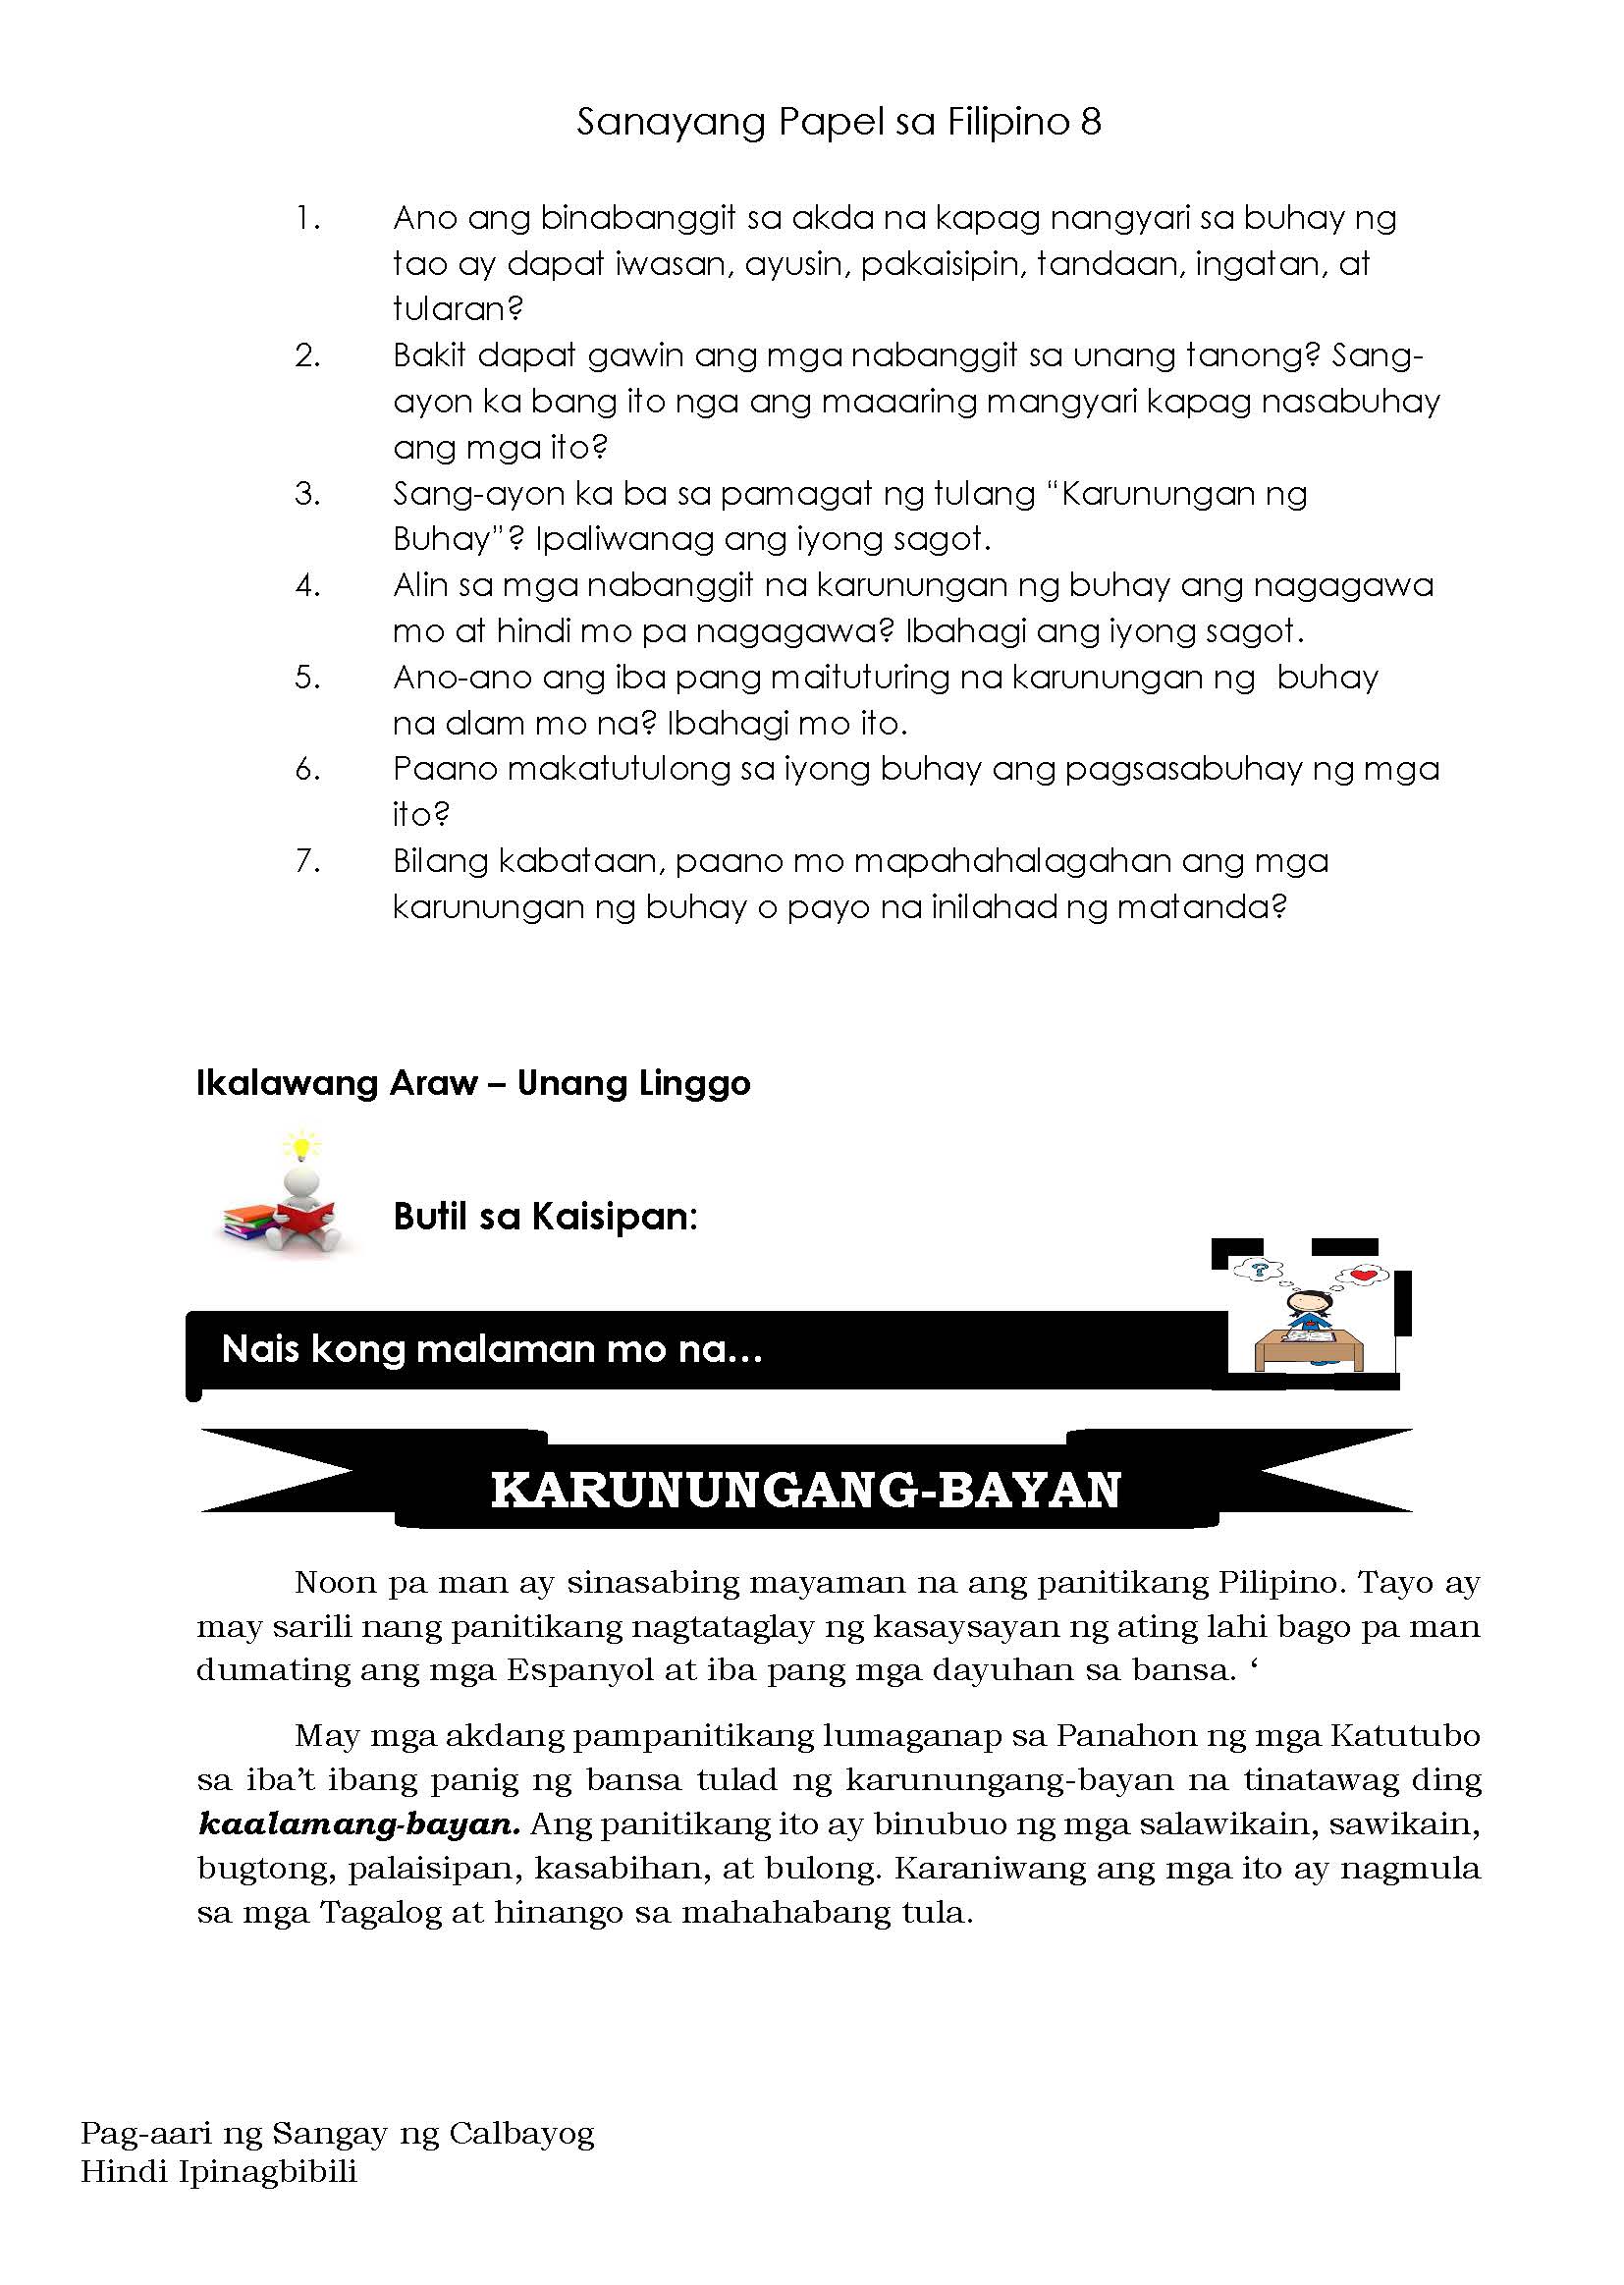 Sanayang Papel sa Filipino 8
1. Ano ang binabanggit sa akda na kapag nangyari sa buhay ng
tao ay dapat iwasan, ayusin, pakaisipin, tandaan, ingatan, at
tularan?
2. Bakit dapat gawin ang mga nabanggit sa unang tanong? Sang-
ayon ka bang ito nga ang maaaring mangyari kapag nasabuhay
ang mga ito?
3. Sang-ayon ka ba sa pamagat ng tulang “Karunungan ng
Buhay”? Ipaliwanag ang iyong sagot.
4. Alin sa mga nabanggit na karunungan ng buhay ang nagagawa
mo at hindi mo pa nagagawa? Ibahagi ang iyong sagot.
5. Ano-ano ang iba pang maituturing na karunungan ng buhay
na alam mo na? Ibahagi mo ito.
6. Paano makatutulong sa iyong buhay ang pagsasabuhay ng mga
ito?
7. Bilang kabataan, paano mo mapahahalagahan ang mga
karunungan ng buhay o payo na inilahad ng matanda?
Ikalawang Araw – Unang Linggo
Butil sa Kaisipan:
?
Nais kong malaman mo na...
KARUNUNGANG-BAYAN
Noon pa man ay sinasabing mayaman na ang panitikang Pilipino. Tayo ay
may sarili nang panitikang nagtataglay ng kasaysayan ng ating lahi bago pa man
dumating ang mga Espanyol at iba pang mga dayuhan sa bansa. ‘
May mga akdang pampanitikang lumaganap sa Panahon ng mga Katutubo
sa iba’t ibang panig ng bansa tulad ng karunungang-bayan na tinatawag ding
kaalamang-bayan. Ang panitikang ito ay binubuo ng mga salawikain, sawikain,
bugtong, palaisipan, kasabihan, at bulong. Karaniwang ang mga ito ay nagmula
sa mga Tagalog at hinango sa mahahabang tula.
Pag-aari ng Sangay ng Calbayog
Hindi Ipinagbibili